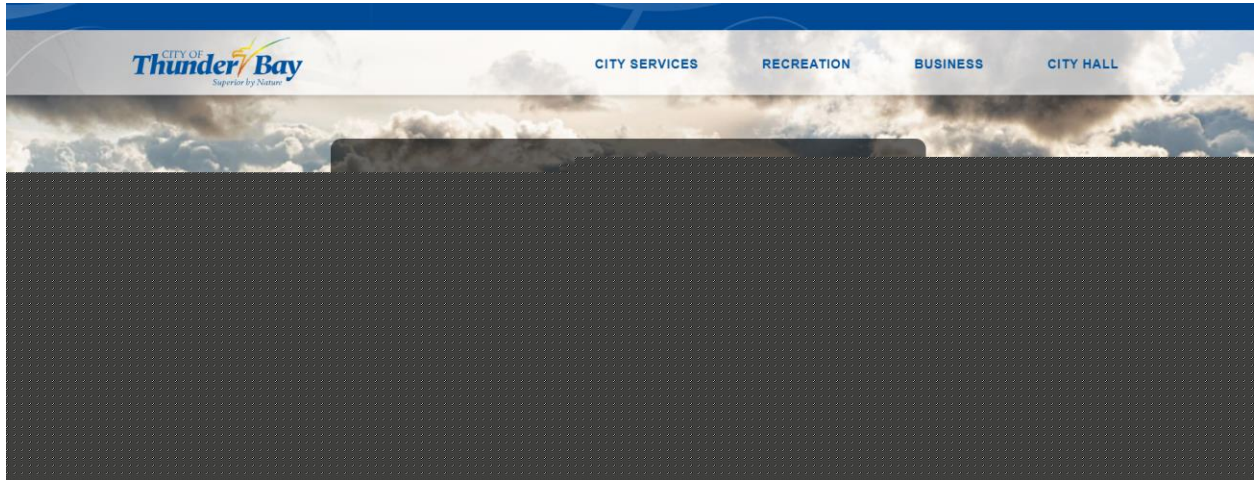 CITY OF
Thunder Bay
Superior by Nature
CITY SERVICES RECREATION BUSINESS CITY HALL